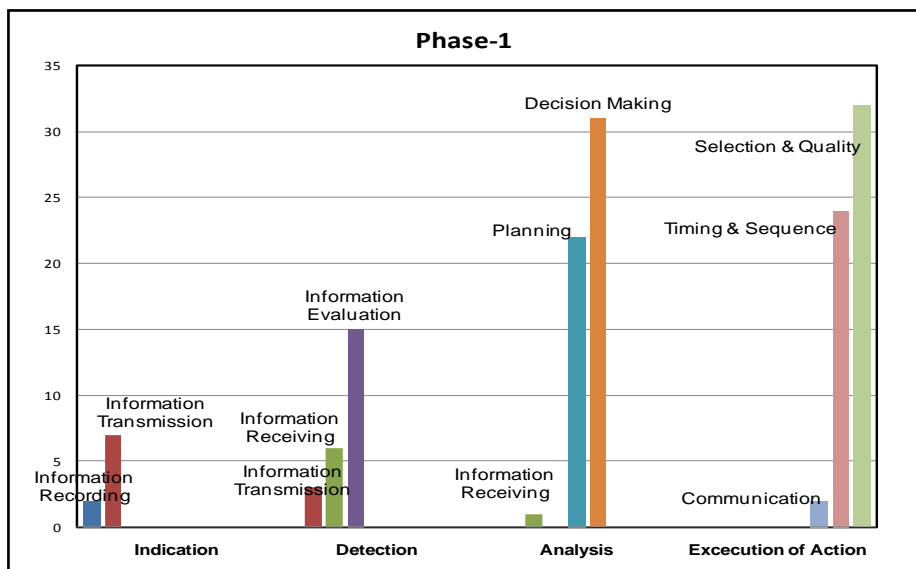 Phase-1
35
30
25
20
15
10
5
0
Decision Making
Selection & Quality
Planning
Timing & Sequence
Information
Evaluation
Information
Transmission
Information
Receiving
Information
Recording
Information
Transmission
Information
Receiving
Communication
Indication
Detection
Analysis
Excecution of Action